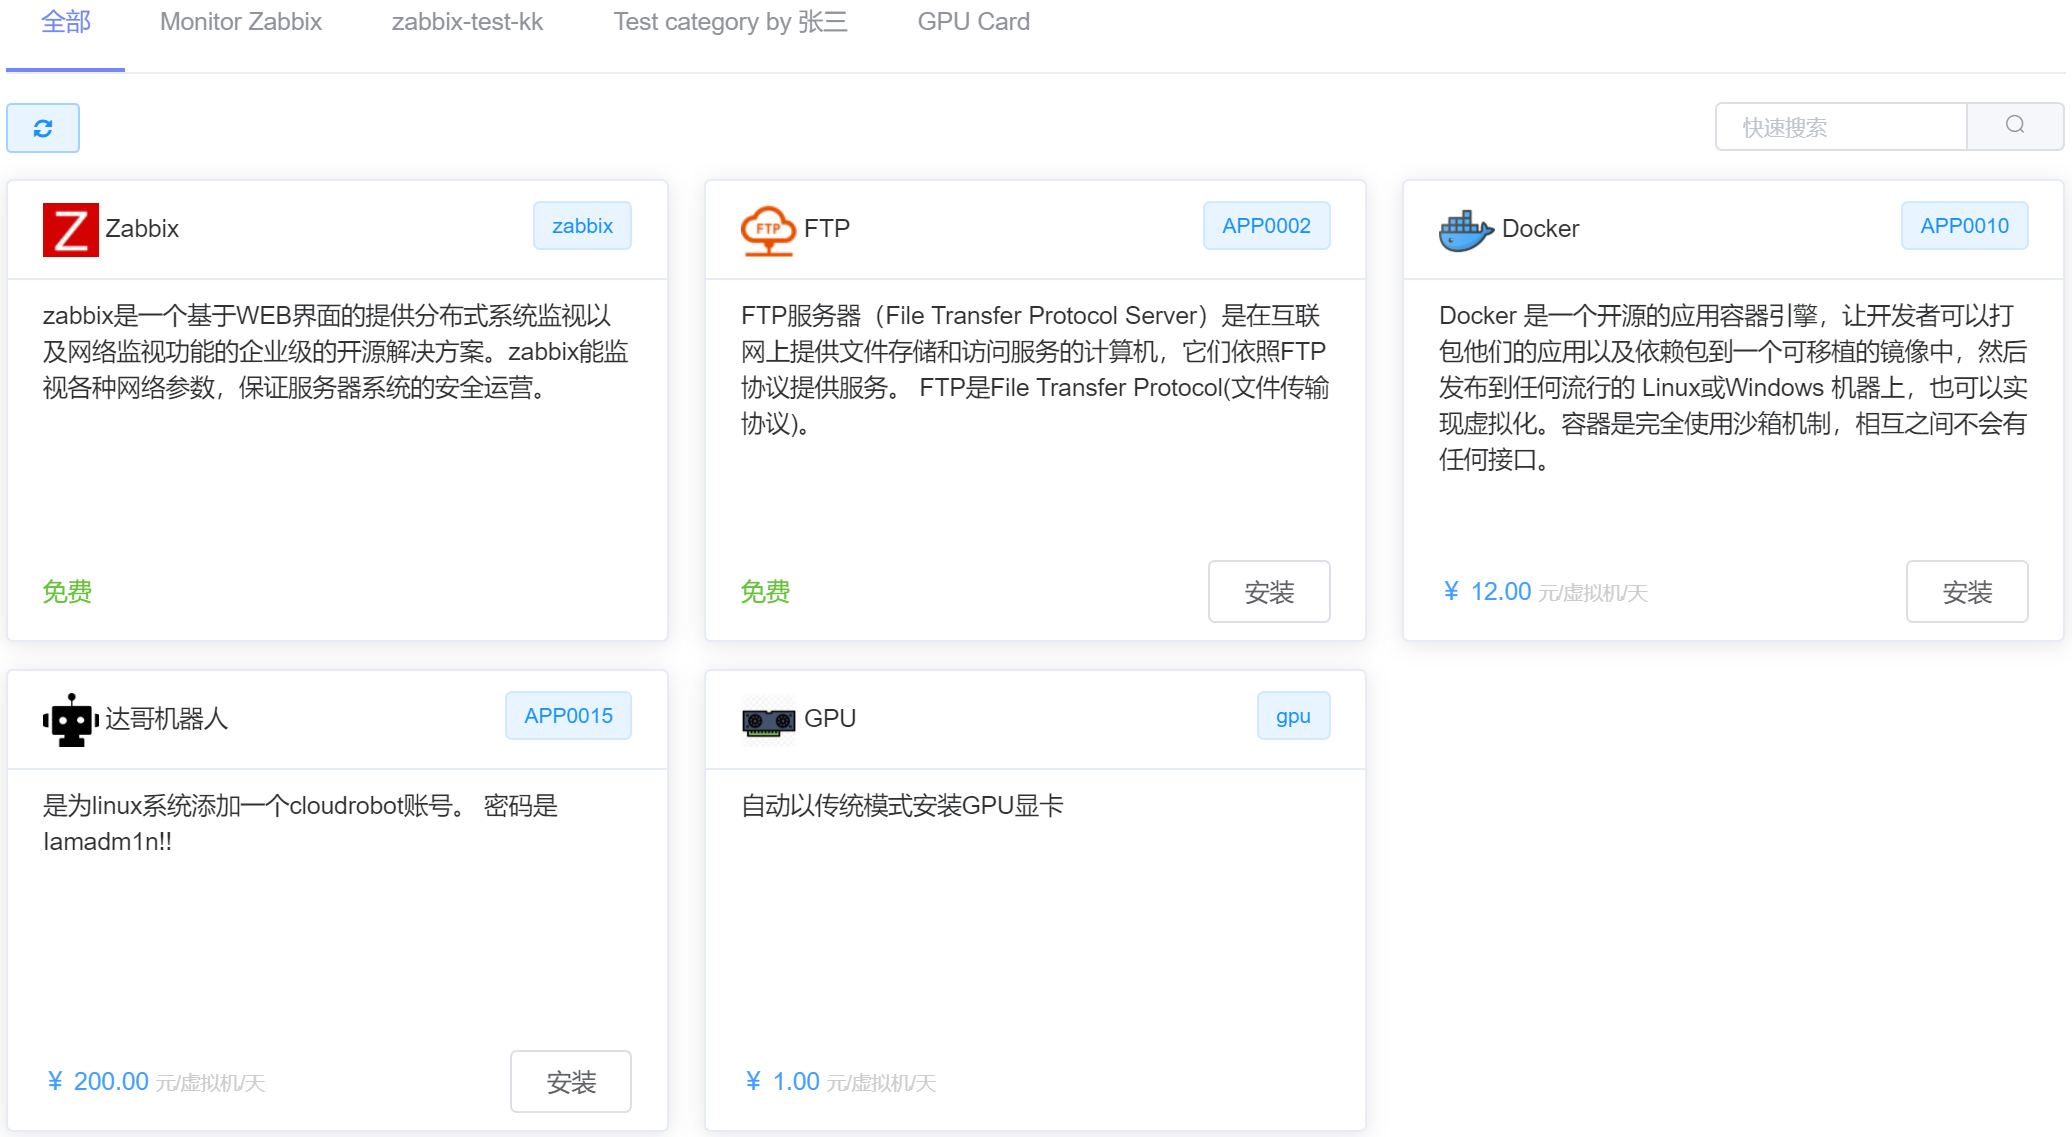 全部
Monitor Zabbix
zabbix-test-kk
Test category by 张三
GPU Card
快速搜索
Zabbix
zabbix
zabbix是一个基于WEB界面的提供分布式系统监视以
及网络监视功能的企业级的开源解决方案。zabbix能监
视各种网络参数，保证服务器系统的安全运营。
免费
FTP
FTP
APP0002
FTP服务器（File Transfer Protocol Server）是在互联
网上提供文件存储和访问服务的计算机，它们依照FTP
协议提供服务。 FTP是File Transfer Protocol(文件传输
协议)。
免费
安装
Docker
APP0010
Docker 是一个开源的应用容器引擎，让开发者可以打
包他们的应用以及依赖包到一个可移植的镜像中，然后
发布到任何流行的 Linux或Windows 机器上，也可以实
现虚拟化。容器是完全使用沙箱机制，相互之间不会有
任何接口。
¥ 12.00 元/虚拟机/天
安装
达哥机器人
APP0015
是为linux系统添加一个cloudrobot账号。 密码是
Iamadm1n!!
¥ 200.00 元/虚拟机/天
安装
GPU
gpu
自动以传统模式安装GPU显卡
¥ 1.00 元/虚拟机/天